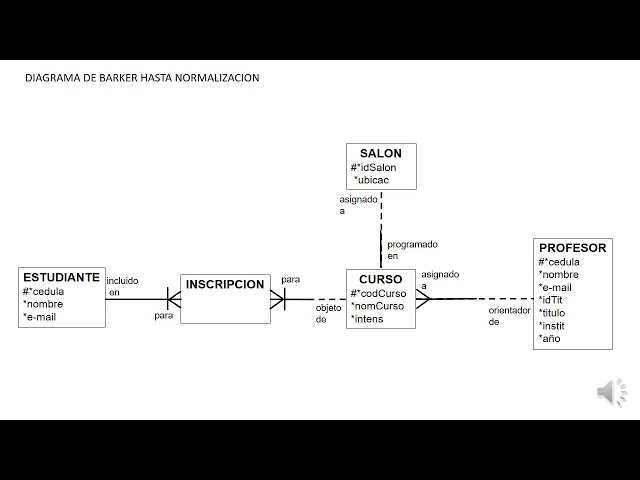 DIAGRAMA DE BARKER HASTA NORMALIZACION
SALON
#*idSalon
*ubicac
asignado
a
programado
en
ESTUDIANTE
#*cedula
*nombre
*e-mail
incluido
en
para
INSCRIPCION
para
objeto
de
CURSO
#*codCurso
*nomCurso
*intens
asignado
a
orientador
de
PROFESOR
#*cedula
*nombre
*e-mail
*idTit
*titulo
*instit
*año